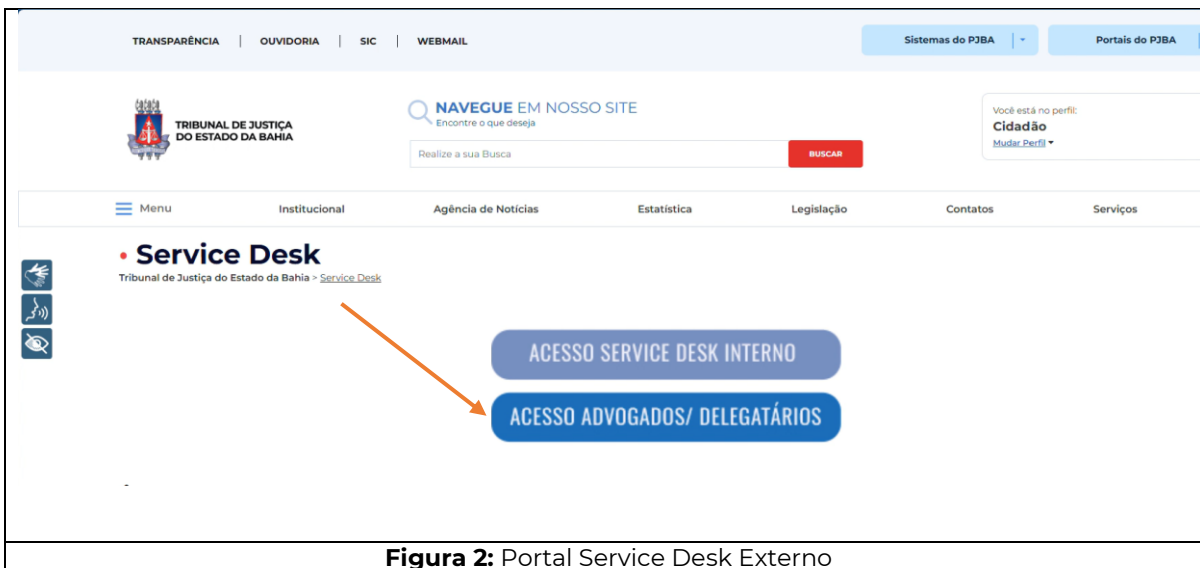 TRANSPARÊNCIA | OUVIDORIA | SIC | WEBMAIL
Sistemas do PJBA
Portais do PJBA
TRIBUNAL DE JUSTIÇA
DO ESTADO DA BAHIA
NAVEGUE EM NOSSO SITE
Encontre o que deseja
Realize a sua Busca
BUSCAR
Você está no perfil:
Cidadão
Mudar Perfil
Menu
Institucional
Agência de Notícias
Estatística
Legislação
Contatos
Serviços
• Service Desk
Tribunal de Justiça do Estado da Bahia > Service Desk
ACESSO SERVICE DESK INTERNO
ACESSO ADVOGADOS/ DELEGATÁRIOS
-
Figura 2: Portal Service Desk Externo